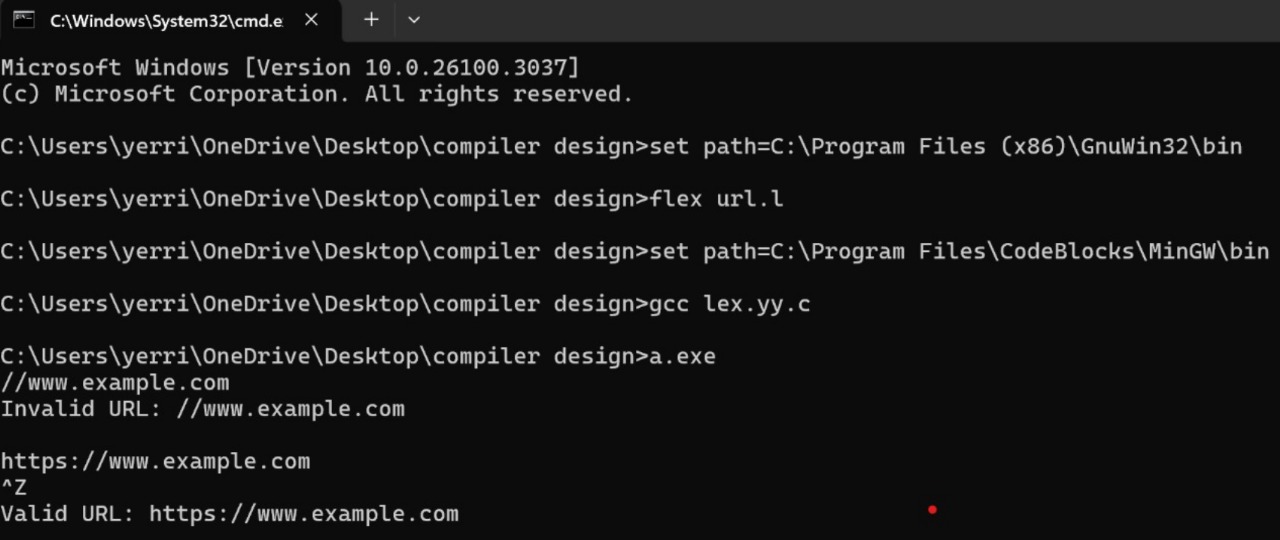 C:\Windows\System32\cmd.e
Microsoft Windows [Version 10.0.26100.3037]
(c) Microsoft Corporation. All rights reserved.
C:\Users\yerri\OneDrive\Desktop\compiler design>set path=C:\Program Files (x86)\GnuWin32\bin
C:\Users\yerri\OneDrive\Desktop\compiler design>flex url.l
C:\Users\yerri\OneDrive\Desktop\compiler design>set path=C:\Program Files\CodeBlocks\MinGW\bin
C:\Users\yerri\OneDrive\Desktop\compiler design>gcc lex.yy.c
C:\Users\yerri\OneDrive\Desktop\compiler design>a.exe
//www.example.com
Invalid URL: //www.example.com
https://www.example.com
^Z
Valid URL: https://www.example.com